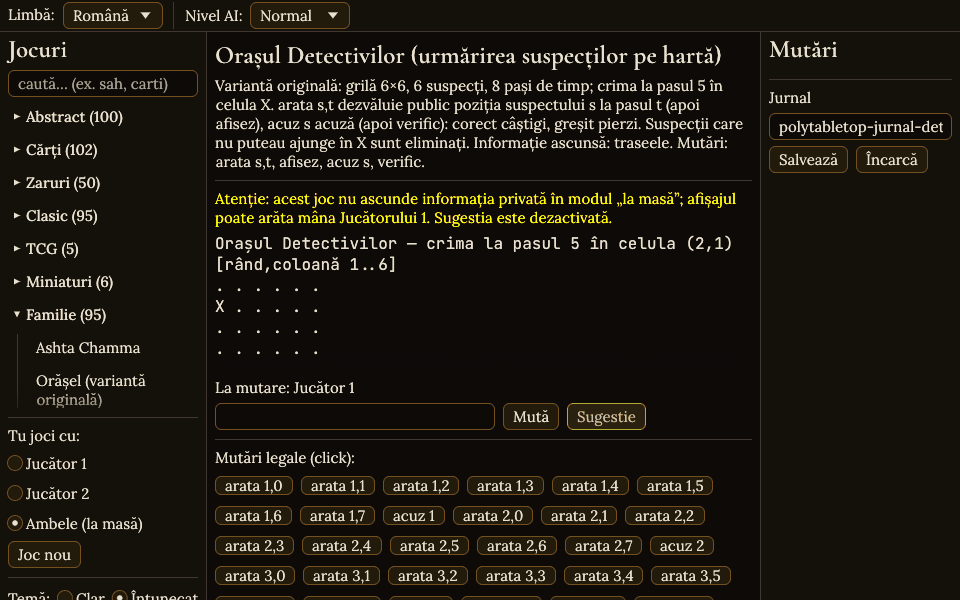 Limbă: Română ▼ Nivel AI: Normal ▼
Jocuri
caută... (ex. sah, carti)
▸ Abstract (100)
▸ Cărți (102)
▸ Zaruri (50)
▸ Clasic (95)
▸ TCG (5)
▸ Miniaturi (6)
▾ Familie (95)
Ashta Chamma
Orășel (variantă
originală)
Tu joci cu:
Jucător 1
Jucător 2
Ambele (la masă)
Joc nou
Temă: Clar Întunecat
Orașul Detectivilor (urmărirea suspecților pe hartă)
Variantă originală: grilă 6×6, 6 suspecți, 8 pași de timp; crima la pasul 5 în
celula X. arata s,t dezvăluie public poziția suspectului s la pasul t (apoi
afisez), acuz s acuză (apoi verific): corect câștigi, greșit pierzi. Suspecții care
nu puteau ajunge în X sunt eliminați. Informație ascunsă: traseele. Mutări:
arata s,t, afisez, acuz s, verific.
Atenție: acest joc nu ascunde informația privată în modul „la masă”; afișajul
poate arăta mâna Jucătorului 1. Sugestia este dezactivată.
Orașul Detectivilor — crima la pasul 5 în celula (2,1)
[rând,coloană 1..6]
. . . . . .
X . . . . .
. . . . . .
. . . . . .
La mutare: Jucător 1
Mută Sugestie
Mutări legale (click):
arata 1,0 arata 1,1 arata 1,2 arata 1,3 arata 1,4 arata 1,5
arata 1,6 arata 1,7 acuz 1 arata 2,0 arata 2,1 arata 2,2
arata 2,3 arata 2,4 arata 2,5 arata 2,6 arata 2,7 acuz 2
arata 3,0 arata 3,1 arata 3,2 arata 3,3 arata 3,4 arata 3,5
Mutări
Jurnal
polytabletop-jurnal-det
Salvează Încarcă